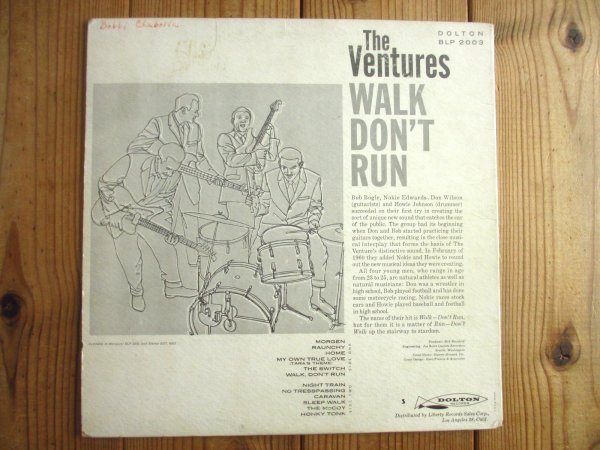 Bobbi
DOLTON
BLP 2003
The
Ventures
WALK
DON'T
RUN
Bob Bogle, Nokie Edwards, Don Wilson
(guitarists) and Howie Johnson (drummer)
succeeded on their first try in creating the
sort of unique new sound that catches the ear
of the public. The group had its beginning
when Don and Bob started practicing their
guitars together, resulting in the close musi-
cal interplay that forms the basis of The
Venture's distinctive sound. In February of
1960 they added Nokie and Howie to round
out the new musical ideas they were creating.
All four young men, who range in age
from 23 to 25, are natural athletes as well as
natural musicians: Don was a wrestler in
high school, Bob played football and has done
some motorcycle racing, Nokie races stock
cars and Howie played baseball and football
in high school.
The name of their hit is Walk—Don't Run,
but for them it is a matter of Run—Don't
Walk up the stairway to stardom.
MORGEN
RAUNCHY
HOME
MY OWN TRUE LOVE
(TARA'S THEME)
THE SWITCH
WALK, DON'T RUN
NIGHT TRAIN
NO TRESPASSING
CARAVAN
SLEEP WALK
THE McCOY
HONKY TONK
5
DOLTON
RECORDS
Distributed by Liberty Records Sales Corp.,
Los Angeles 28, Calif.